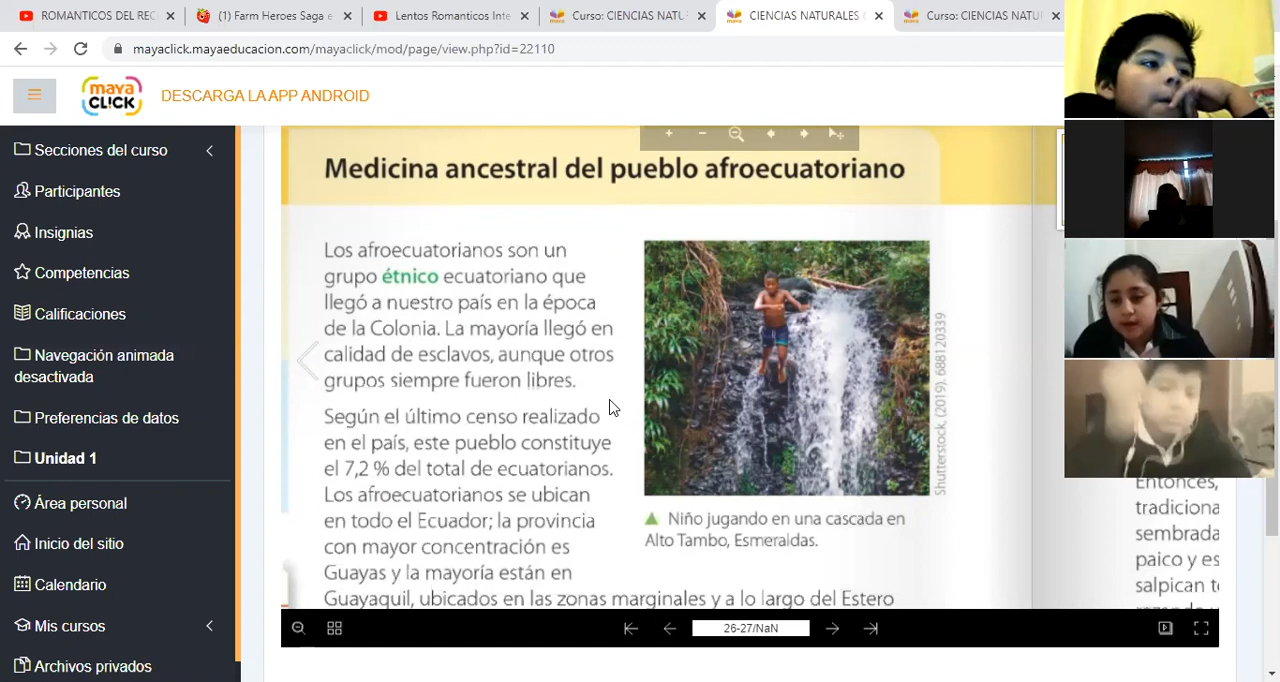 ROMANTICOS DEL REC
(1) Farm Heroes Saga e
Lentos Romanticos Inte
Curso: CIENCIAS NATU
CIENCIAS NATURALES
Curso: CIENCIAS NATU
mayaclick.mayaeducacion.com/mayaclick/mod/page/view.php?id=22110
maya
CL!CK
DESCARGA LA APP ANDROID
Secciones del curso
Participantes
Insignias
Competencias
Calificaciones
Navegación animada
desactivada
Preferencias de datos
Unidad 1
Área personal
Inicio del sitio
Calendario
Mis cursos
Archivos privados
Medicina ancestral del pueblo afroecuatoriano
Los afroecuatorianos son un
grupo étnico ecuatoriano que
llegó a nuestro país en la época
de la Colonia. La mayoría llegó en
calidad de esclavos, aunque otros
grupos siempre fueron libres.
Según el último censo realizado
en el país, este pueblo constituye
el 7,2 % del total de ecuatorianos.
Los afroecuatorianos se ubican
en todo el Ecuador; la provincia
con mayor concentración es
Guayas y la mayoría están en
Guayaquil, ubicados en las zonas marginales y a lo largo del Estero
Shutterstock, (2019). 688120339
Niño jugando en una cascada en
Alto Tambo, Esmeraldas.
Entonces,
tradiciona
sembrada
paico y es
salpican t
26-27/NaN